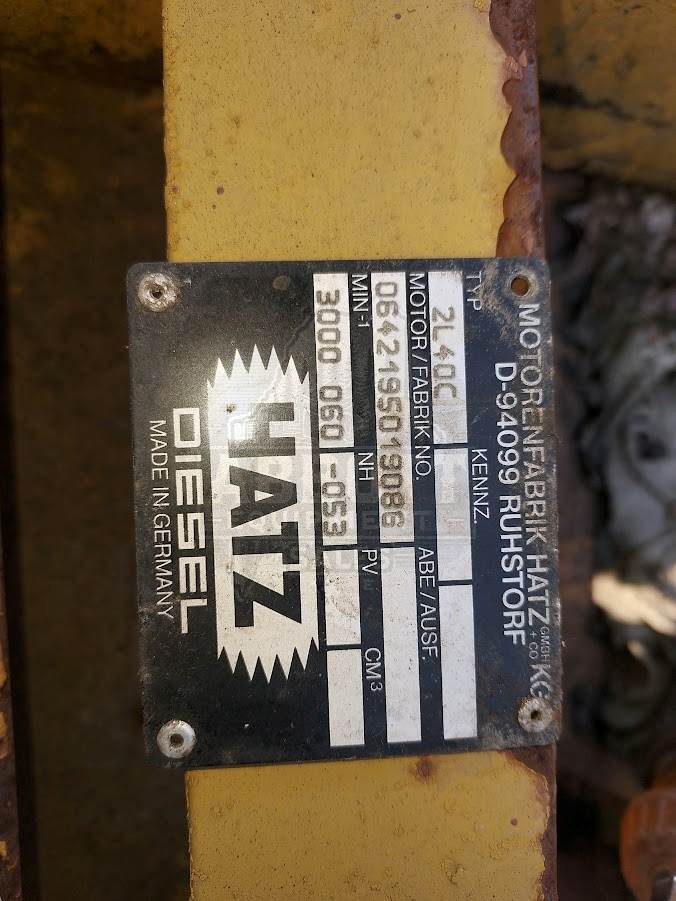 MOTORENFABRIK HATZ GMBH + CO KG
D-94099 RUHSTORF
TYP KENNZ.
2L40C
MOTOR/FABRIK NO. ABE/AUSF.
0642195019086
MIN-1 NH PV CM3
3000 060 -053
HATZ
DIESEL
MADE IN GERMANY